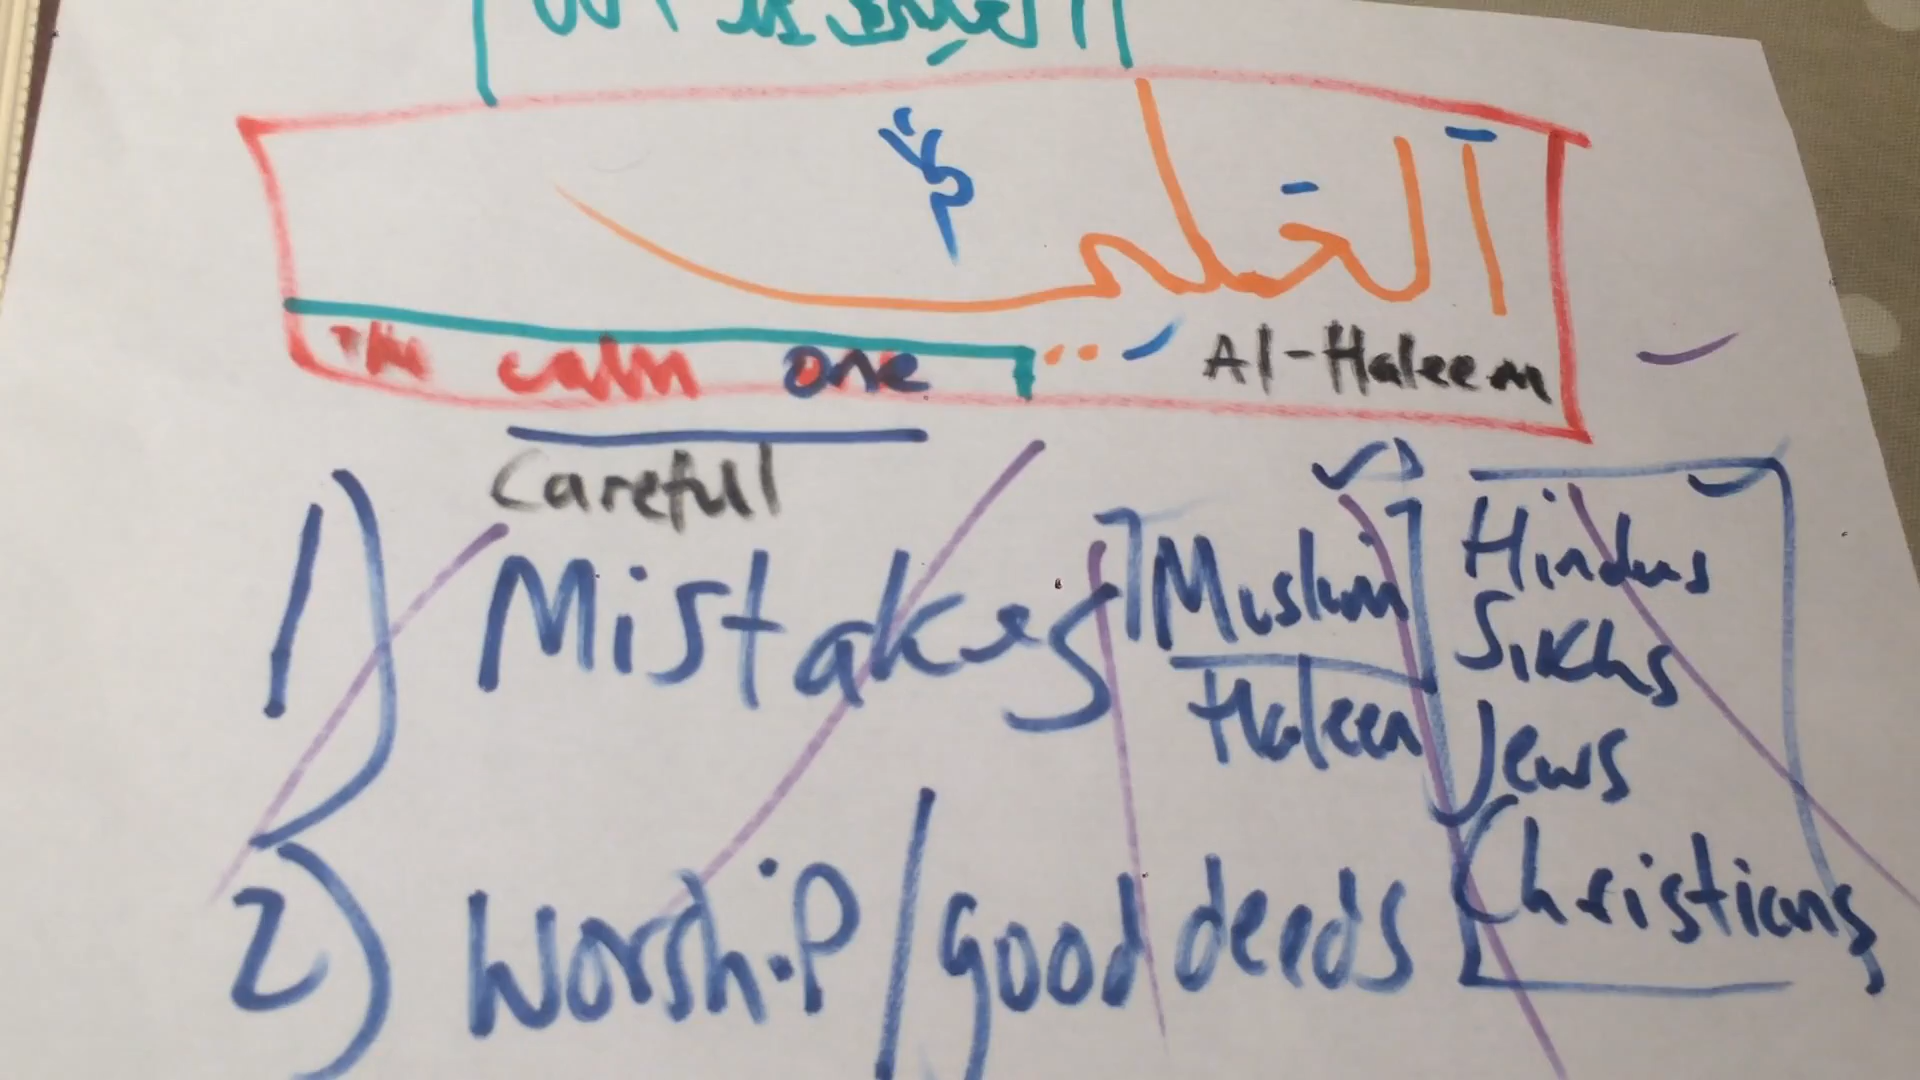 الحليم
The calm one Al-Haleem
Careful
1) Mistakes
Muslim
Haleem
Hindus
Sikhs
Jews
Christians
2) Worship/good deeds